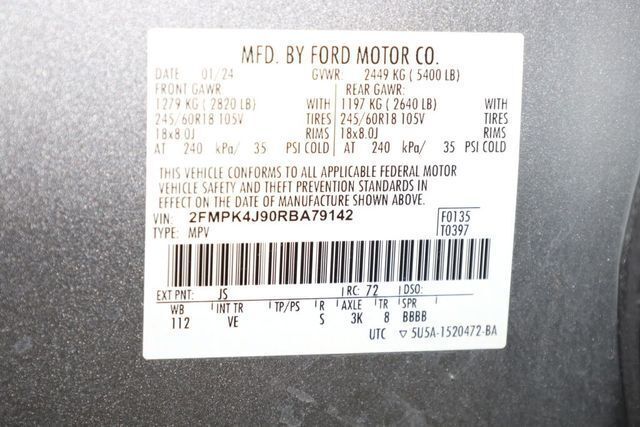 MFD. BY FORD MOTOR CO.
DATE: 01/24 GVWR: 2449 KG ( 5400 LB)
FRONT GAWR: REAR GAWR:
1279 KG ( 2820 LB) WITH 1197 KG ( 2640 LB) WITH
245/60R18 105V TIRES 245/60R18 105V TIRES
18x8.0J RIMS 18x8.0J RIMS
AT 240 kPa/ 35 PSI COLD AT 240 kPa/ 35 PSI COLD
THIS VEHICLE CONFORMS TO ALL APPLICABLE FEDERAL MOTOR
VEHICLE SAFETY AND THEFT PREVENTION STANDARDS IN
EFFECT ON THE DATE OF MANUFACTURE SHOWN ABOVE.
VIN: 2FMPK4J90RBA79142 F0135
TYPE: MPV T0397
EXT PNT: JS RC: 72 DSO:
WB INT TR TP/PS R AXLE TR SPR
112 VE S 3K 8 BBBB
UTC ▽ 5U5A-1520472-BA